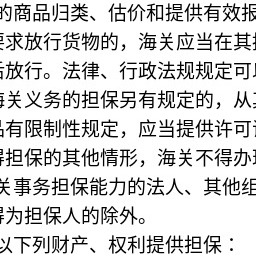 的商品归类、估价和提供有效报
要求放行货物的，海关应当在其
后放行。法律、行政法规规定可
海关义务的担保另有规定的，从
品有限制性规定，应当提供许可
得担保的其他情形，海关不得办
关事务担保能力的法人、其他组
得为担保人的除外。
以下列财产、权利提供担保：